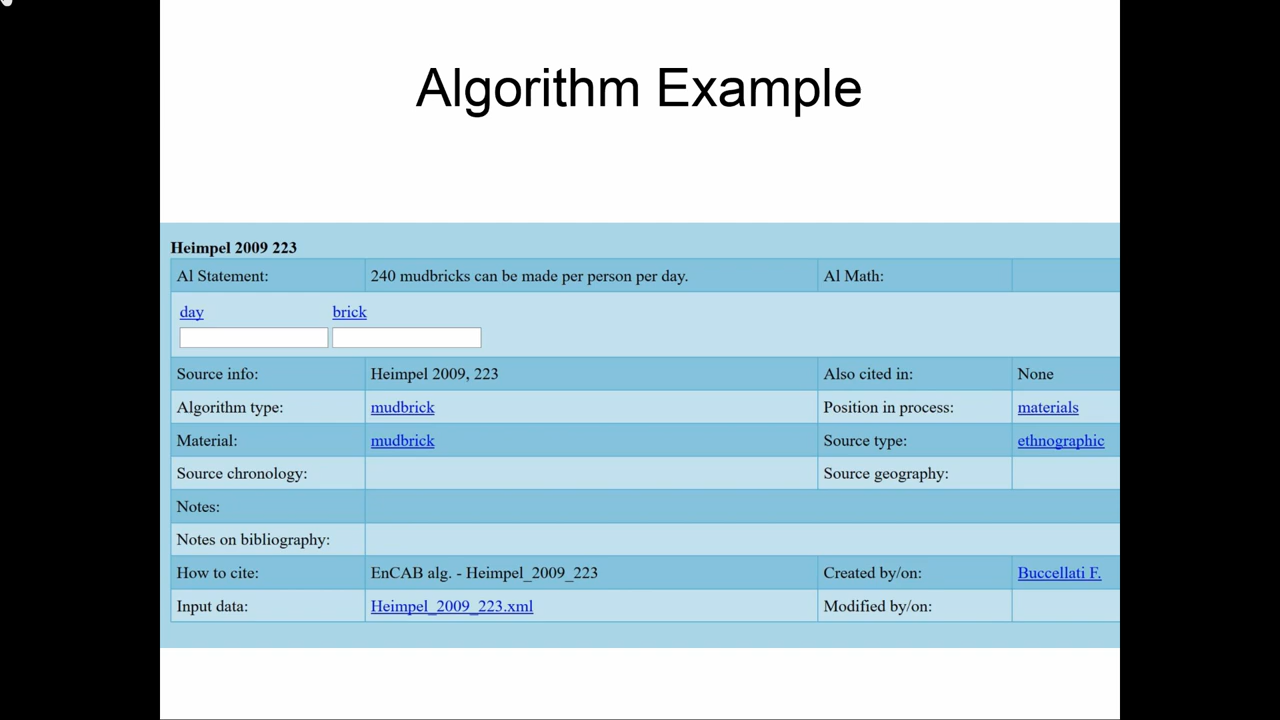 Algorithm Example
Heimpel 2009 223
Al Statement: 240 mudbricks can be made per person per day. Al Math:
day brick
Source info: Heimpel 2009, 223 Also cited in: None
Algorithm type: mudbrick Position in process: materials
Material: mudbrick Source type: ethnographic
Source chronology: Source geography:
Notes:
Notes on bibliography:
How to cite: EnCAB alg. - Heimpel_2009_223 Created by/on: Buccellati F.
Input data: Heimpel_2009_223.xml Modified by/on: